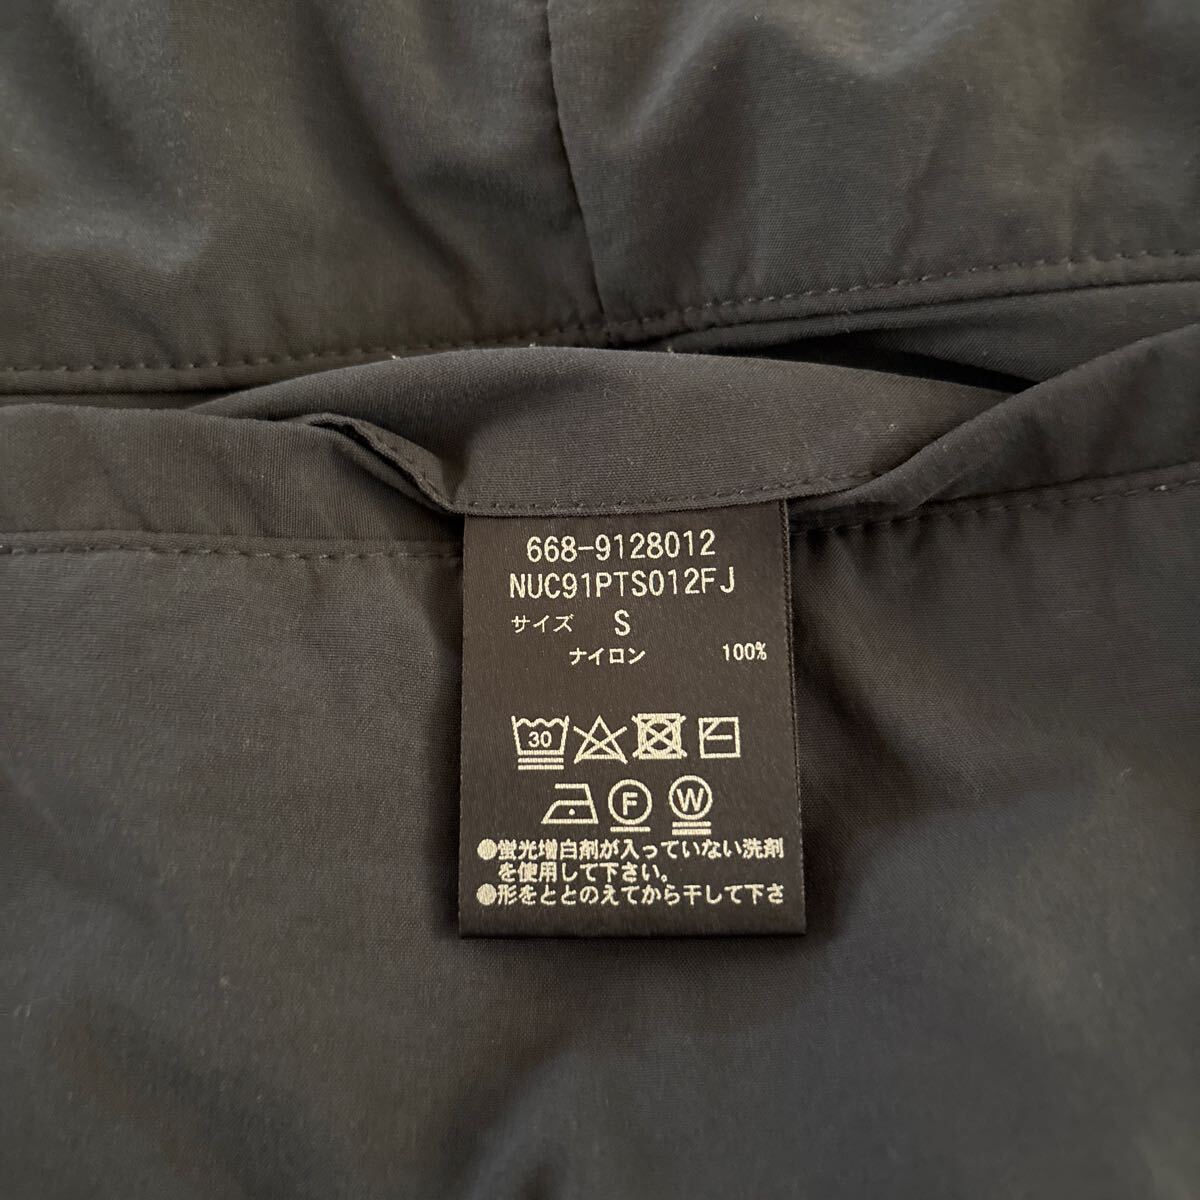 668-9128012
NUC91PTS012FJ
サイズ S
ナイロン 100%
30
F W
●蛍光増白剤が入っていない洗剤
を使用して下さい。
●形をととのえてから干して下さ